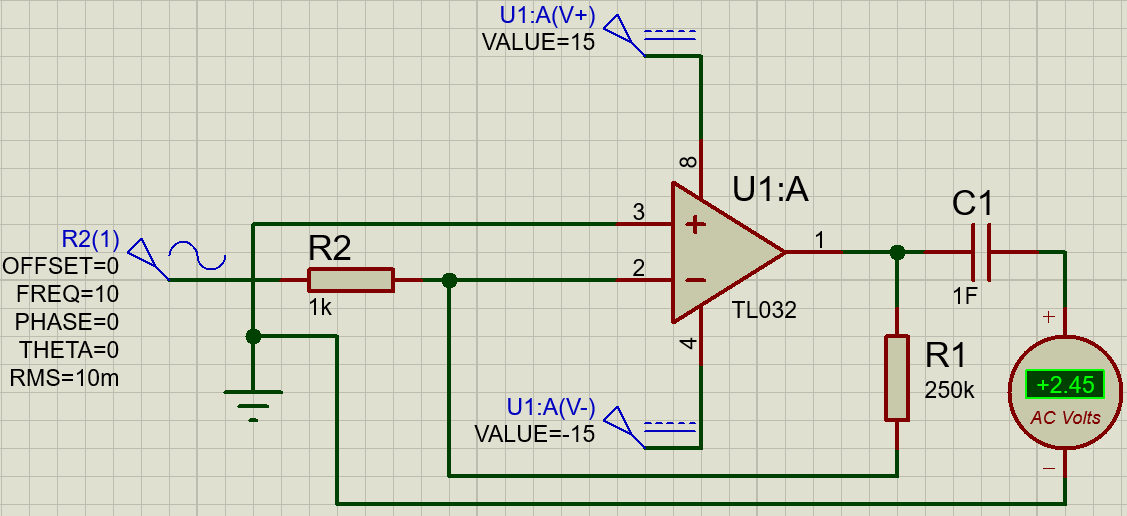 U1:A(V+)
VALUE=15
8
U1:A
3
+
2
−
1
TL032
4
C1
1F
R2(1)
OFFSET=0
FREQ=10
PHASE=0
THETA=0
RMS=10m
R2
1k
R1
250k
+
+2.45
AC Volts
−
U1:A(V-)
VALUE=-15